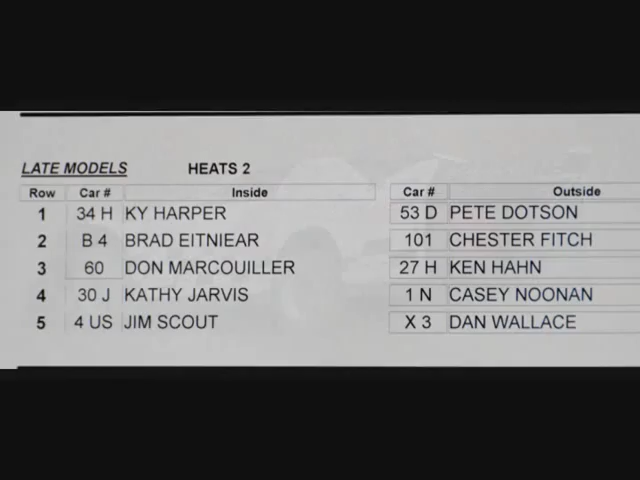 LATE MODELS HEATS 2
Row Car # Inside Car # Outside
1 34 H KY HARPER 53 D PETE DOTSON
2 B 4 BRAD EITNIEAR 101 CHESTER FITCH
3 60 DON MARCOUILLER 27 H KEN HAHN
4 30 J KATHY JARVIS 1 N CASEY NOONAN
5 4 US JIM SCOUT X 3 DAN WALLACE